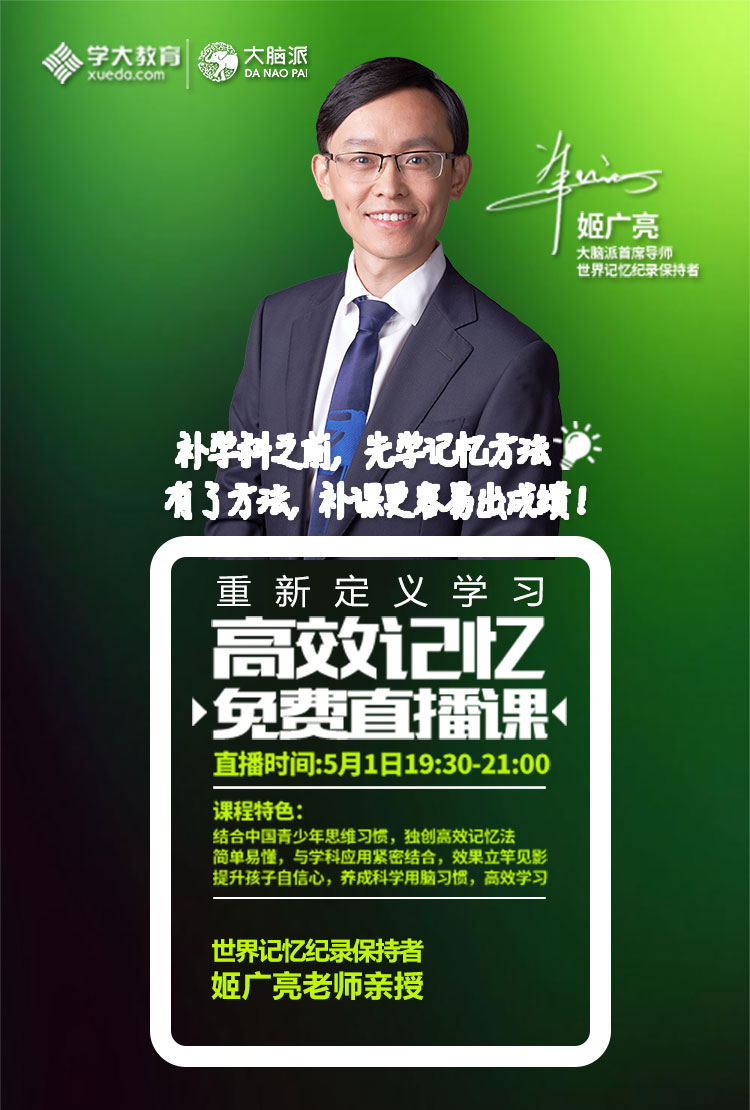 学大教育
xueda.com
大脑派
DA NAO PAI
姬广亮
大脑派首席导师
世界记忆纪录保持者
补学科之前，先学记忆方法
有了方法，补课更容易出成绩！
重新定义学习
高效记忆
免费直播课
直播时间:5月1日19:30-21:00
课程特色：
结合中国青少年思维习惯，独创高效记忆法
简单易懂，与学科应用紧密结合，效果立竿见影
提升孩子自信心，养成科学用脑习惯，高效学习
世界记忆纪录保持者
姬广亮老师亲授